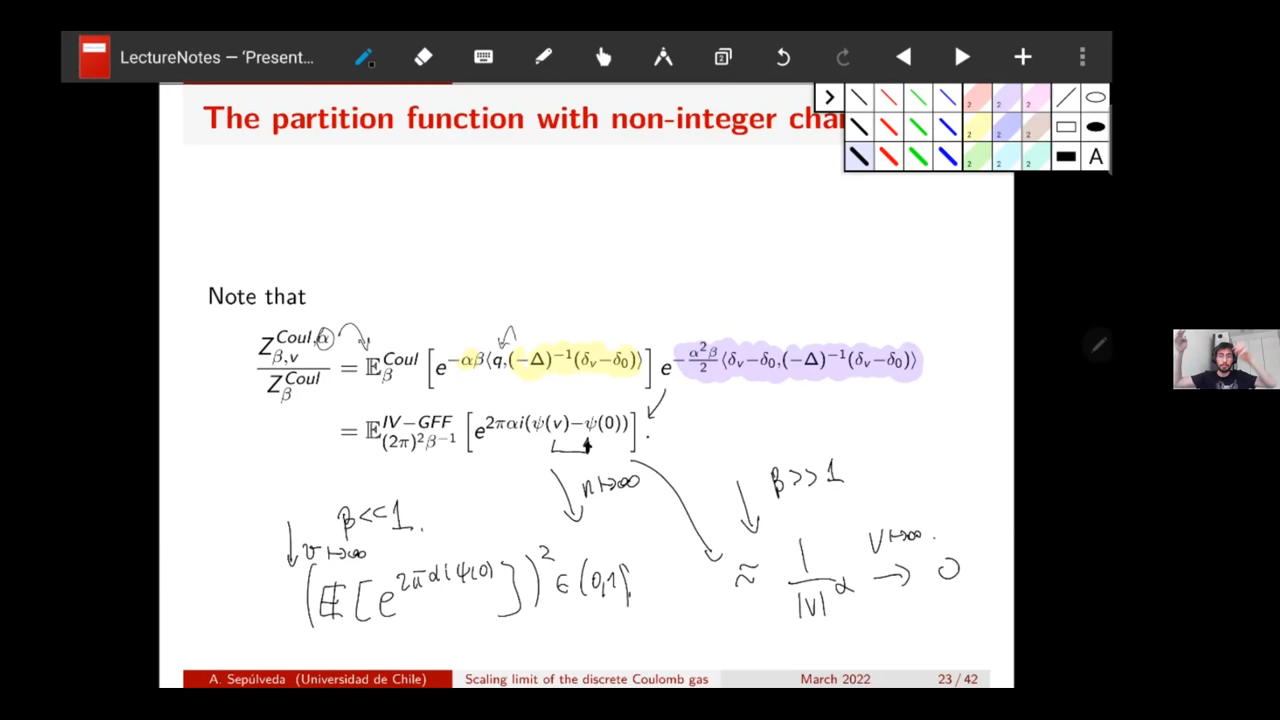 LectureNotes — ‘Present...
The partition function with non-integer cha
Note that
Z^{Coul,α}_{β,v} / Z^{Coul}_β = 𝔼^{Coul}_β [e^{−αβ⟨q,(−Δ)^{−1}(δ_v−δ_0)⟩}] e^{−\frac{α²β}{2}⟨δ_v−δ_0,(−Δ)^{−1}(δ_v−δ_0)⟩}
= 𝔼^{IV−GFF}_{(2π)²β^{−1}} [e^{2παi(ψ(v)−ψ(0))}].
n↦∞
β>>1
β<<1.
v↦∞
(𝔼[e^{2πα(ψ(0)}])² ∈ (0,1).
≈ 1/|v|^α → 0
V↦∞.
A. Sepúlveda (Universidad de Chile) Scaling limit of the discrete Coulomb gas March 2022 23 / 42